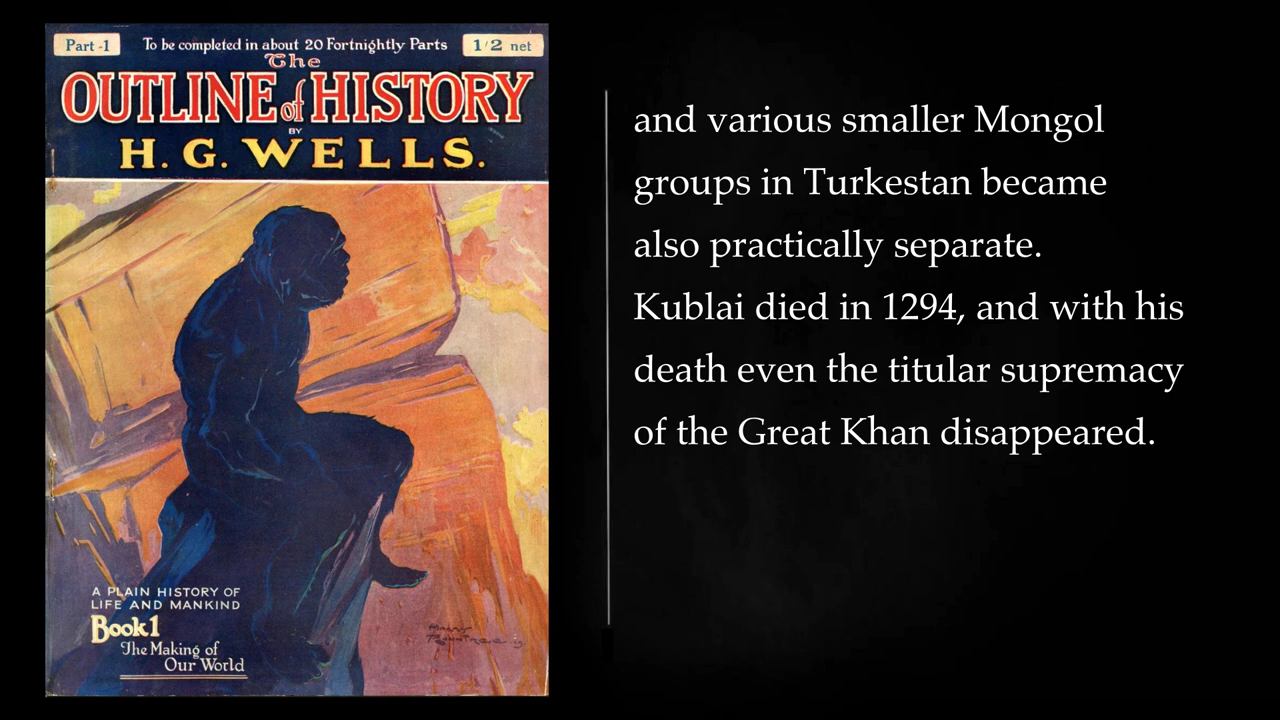 Part -1
To be completed in about 20 Fortnightly Parts
1/2 net
The
OUTLINE of HISTORY
BY
H. G. WELLS.
A PLAIN HISTORY OF
LIFE AND MANKIND
Book 1
The Making of
Our World
and various smaller Mongol
groups in Turkestan became
also practically separate.
Kublai died in 1294, and with his
death even the titular supremacy
of the Great Khan disappeared.